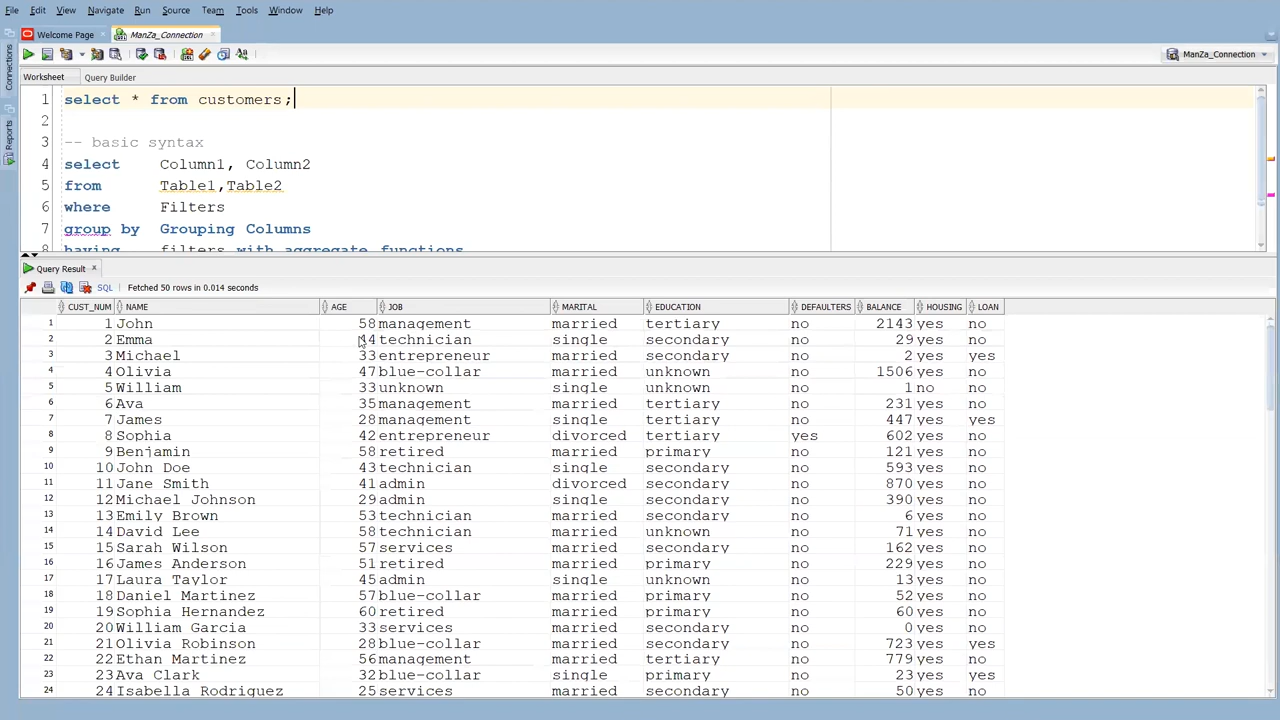 File Edit View Navigate Run Source Team Tools Window Help
Welcome Page ManZa_Connection
ManZa_Connection
Connections
Reports
Worksheet Query Builder
1 select * from customers;
2
3 -- basic syntax
4 select Column1, Column2
5 from Table1,Table2
6 where Filters
7 group by Grouping Columns
8 having filters with aggregate functions
Query Result
SQL Fetched 50 rows in 0.014 seconds
CUST_NUM NAME AGE JOB MARITAL EDUCATION DEFAULTERS BALANCE HOUSING LOAN
1 1 John 58 management married tertiary no 2143 yes no
2 2 Emma 44 technician single secondary no 29 yes no
3 3 Michael 33 entrepreneur married secondary no 2 yes yes
4 4 Olivia 47 blue-collar married unknown no 1506 yes no
5 5 William 33 unknown single unknown no 1 no no
6 6 Ava 35 management married tertiary no 231 yes no
7 7 James 28 management single tertiary no 447 yes yes
8 8 Sophia 42 entrepreneur divorced tertiary yes 602 yes no
9 9 Benjamin 58 retired married primary no 121 yes no
10 10 John Doe 43 technician single secondary no 593 yes no
11 11 Jane Smith 41 admin divorced secondary no 870 yes no
12 12 Michael Johnson 29 admin single secondary no 390 yes no
13 13 Emily Brown 53 technician married secondary no 6 yes no
14 14 David Lee 58 technician married unknown no 71 yes no
15 15 Sarah Wilson 57 services married secondary no 162 yes no
16 16 James Anderson 51 retired married primary no 229 yes no
17 17 Laura Taylor 45 admin single unknown no 13 yes no
18 18 Daniel Martinez 57 blue-collar married primary no 52 yes no
19 19 Sophia Hernandez 60 retired married primary no 60 yes no
20 20 William Garcia 33 services married secondary no 0 yes no
21 21 Olivia Robinson 28 blue-collar married secondary no 723 yes yes
22 22 Ethan Martinez 56 management married tertiary no 779 yes no
23 23 Ava Clark 32 blue-collar single primary no 23 yes yes
24 24 Isabella Rodriguez 25 services married secondary no 50 yes no